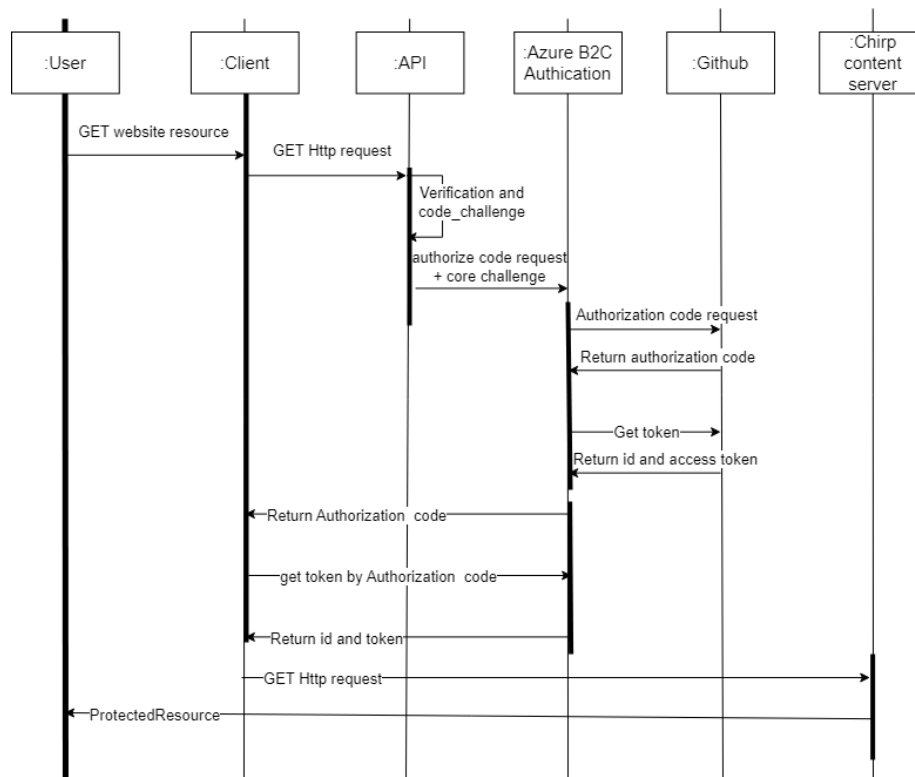 :User
:Client
:API
:Azure B2C
Authication
:Github
:Chirp
content
server
GET website resource
GET Http request
Verification and
code_challenge
authorize code request
+ core challenge
Authorization code request
Return authorization code
Get token
Return id and access token
Return Authorization code
get token by Authorization code
Return id and token
GET Http request
ProtectedResource